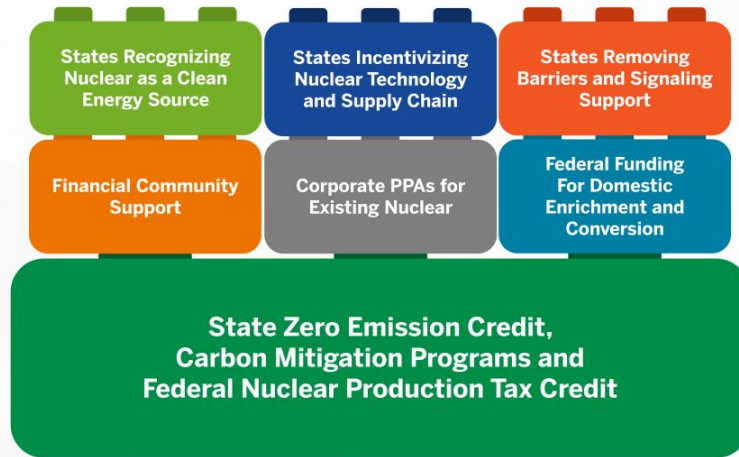 States Recognizing
Nuclear as a Clean
Energy Source
States Incentivizing
Nuclear Technology
and Supply Chain
States Removing
Barriers and Signaling
Support
Financial Community
Support
Corporate PPAs for
Existing Nuclear
Federal Funding
For Domestic
Enrichment and
Conversion
State Zero Emission Credit,
Carbon Mitigation Programs and
Federal Nuclear Production Tax Credit